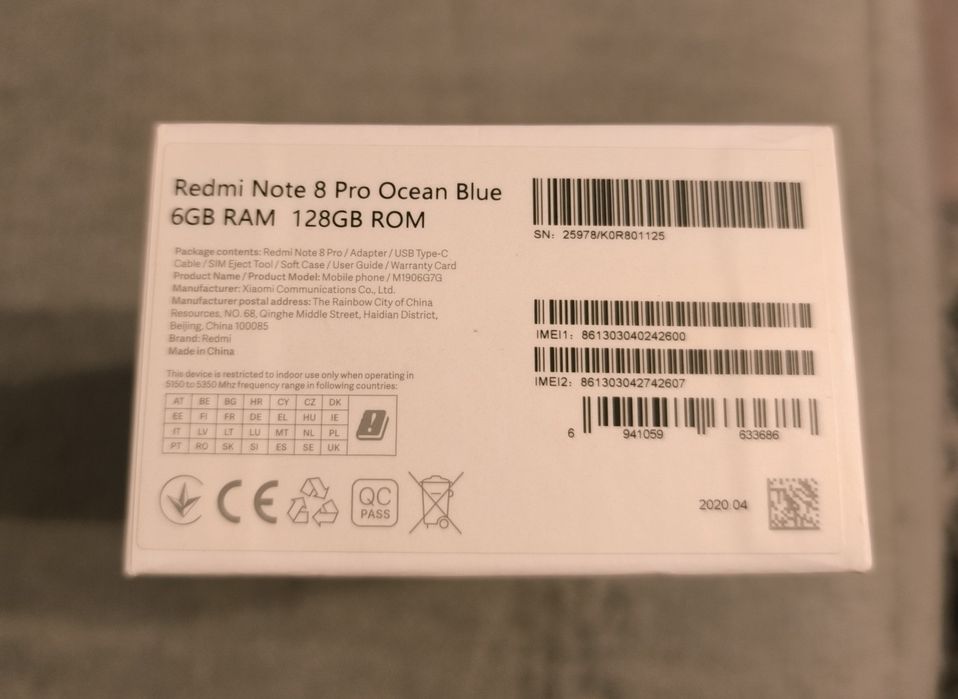 Redmi Note 8 Pro Ocean Blue
6GB RAM 128GB ROM
Package contents: Redmi Note 8 Pro / Adapter / USB Type-C
Cable / SIM Eject Tool / Soft Case / User Guide / Warranty Card
Product Name / Product Model: Mobile phone / M1906G7G
Manufacturer: Xiaomi Communications Co., Ltd.
Manufacturer postal address: The Rainbow City of China
Resources, NO. 68, Qinghe Middle Street, Haidian District,
Beijing, China 100085
Brand: Redmi
Made in China
This device is restricted to indoor use only when operating in
5150 to 5350 Mhz frequency range in following countries:
AT BE BG HR CY CZ DK
EE FI FR DE EL HU IE
IT LV LT LU MT NL PL
PT RO SK SI ES SE UK
CE
QC
PASS
SN: 25978/K0R801125
IMEI1: 861303040242600
IMEI2: 861303042742607
6 941059 633686
2020.04